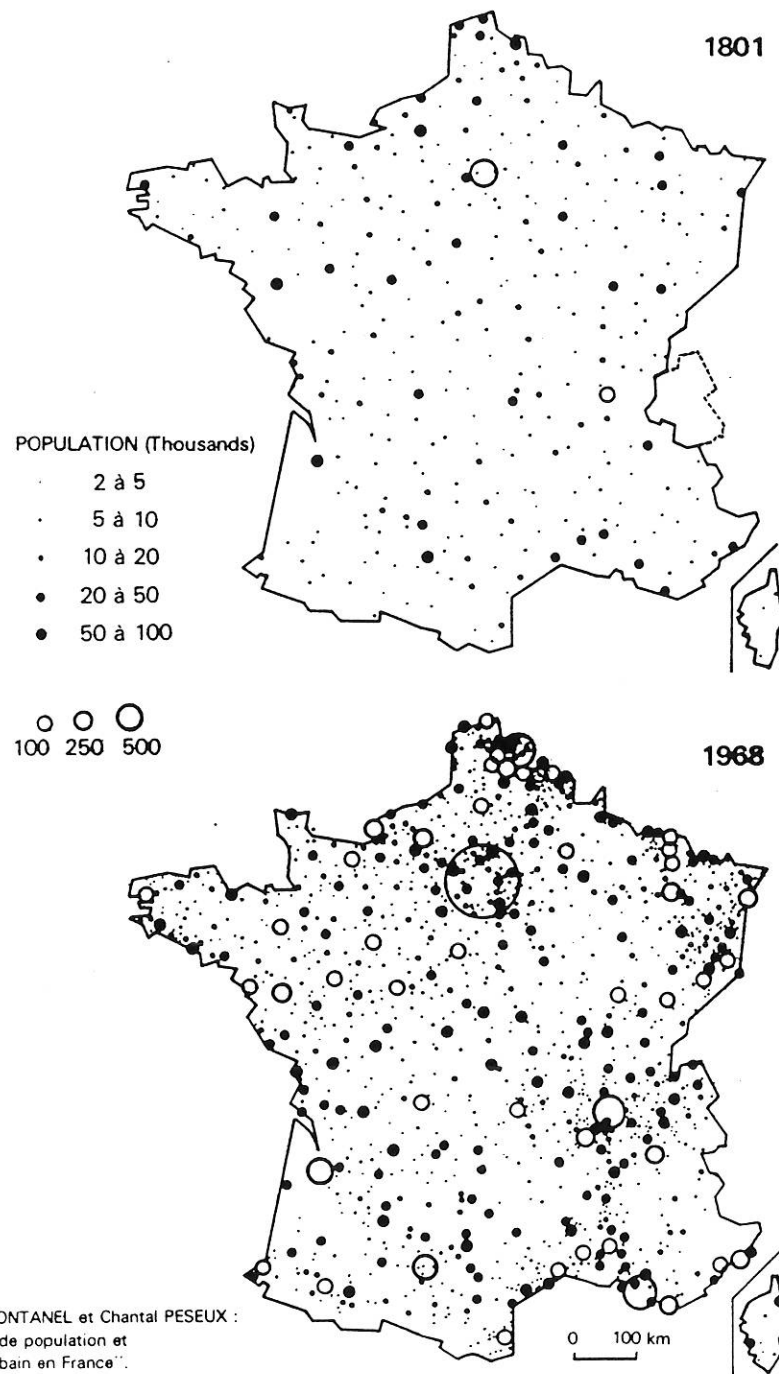 1801
POPULATION (Thousands)
2 à 5
5 à 10
10 à 20
20 à 50
50 à 100
100 250 500
1968
ONTANEL et Chantal PESEUX :
de population et
bain en France".
0 100 km